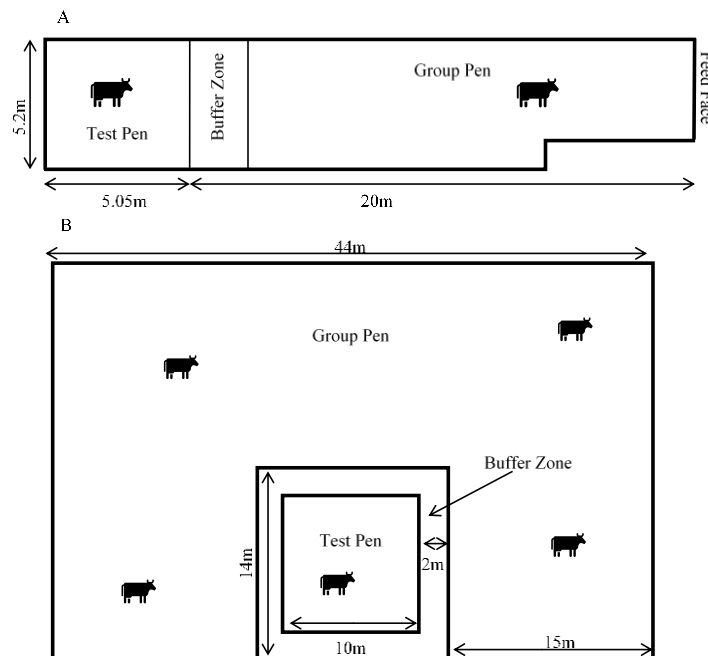 A
Group Pen
Feed Face
Buffer Zone
5.2m
Test Pen
5.05m
20m
B
44m
Group Pen
Buffer Zone
Test Pen
14m
2m
10m
15m